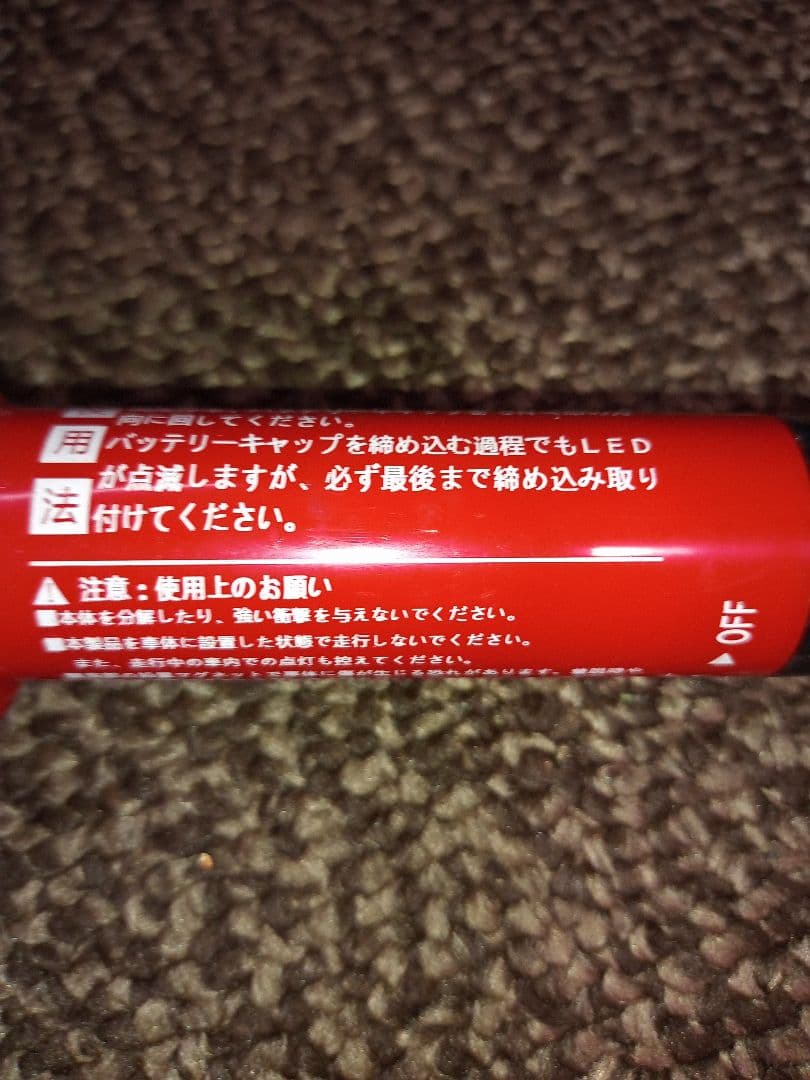 向に回してください。
用 バッテリーキャップを締め込む過程でもLED
が点滅しますが、必ず最後まで締め込み取り
法 付けてください。
⚠ 注意：使用上のお願い
■本体を分解したり、強い衝撃を与えないでください。
■本製品を車体に設置した状態で走行しないでください。
また、走行中の車内での点灯も控えてください。
▲ OFF